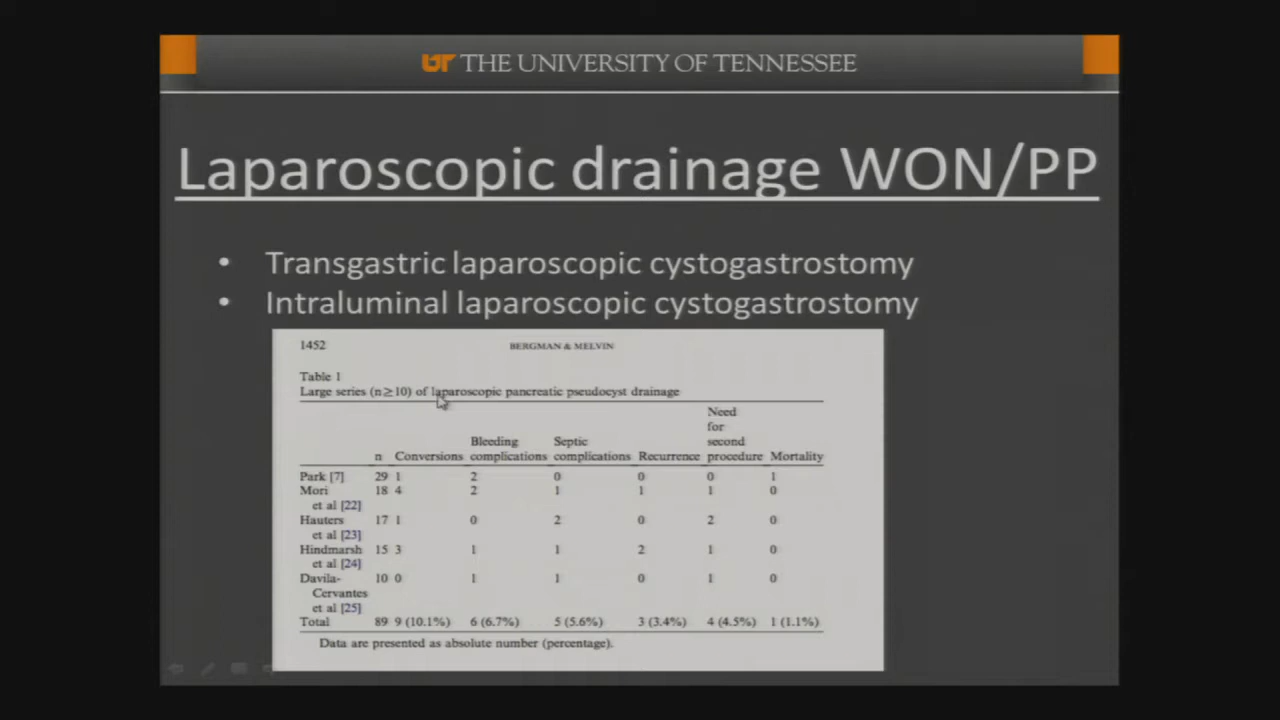 UT THE UNIVERSITY OF TENNESSEE
Laparoscopic drainage WON/PP
• Transgastric laparoscopic cystogastrostomy
• Intraluminal laparoscopic cystogastrostomy
1452 BERGMAN & MELVIN
Table 1
Large series (n≥10) of laparoscopic pancreatic pseudocyst drainage
Need
for
Bleeding Septic second
n Conversions complications complications Recurrence procedure Mortality
Park [7] 29 1 2 0 0 0 1
Mori 18 4 2 1 1 1 0
et al [22]
Hauters 17 1 0 2 0 2 0
et al [23]
Hindmarsh 15 3 1 1 2 1 0
et al [24]
Davila- 10 0 1 1 0 1 0
Cervantes
et al [25]
Total 89 9 (10.1%) 6 (6.7%) 5 (5.6%) 3 (3.4%) 4 (4.5%) 1 (1.1%)
Data are presented as absolute number (percentage).